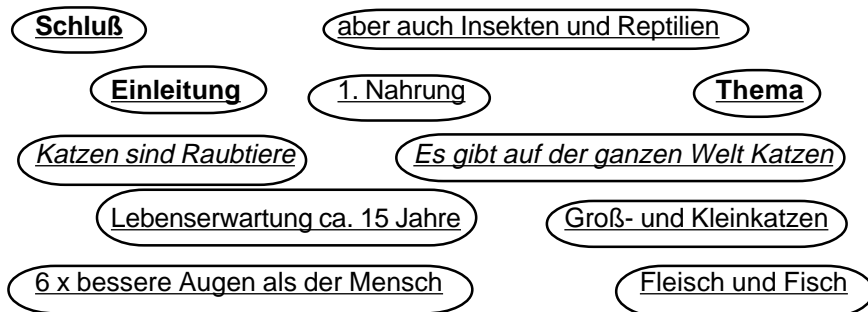 Schluß aber auch Insekten und Reptilien
Einleitung 1. Nahrung Thema
Katzen sind Raubtiere Es gibt auf der ganzen Welt Katzen
Lebenserwartung ca. 15 Jahre Groß- und Kleinkatzen
6 x bessere Augen als der Mensch Fleisch und Fisch